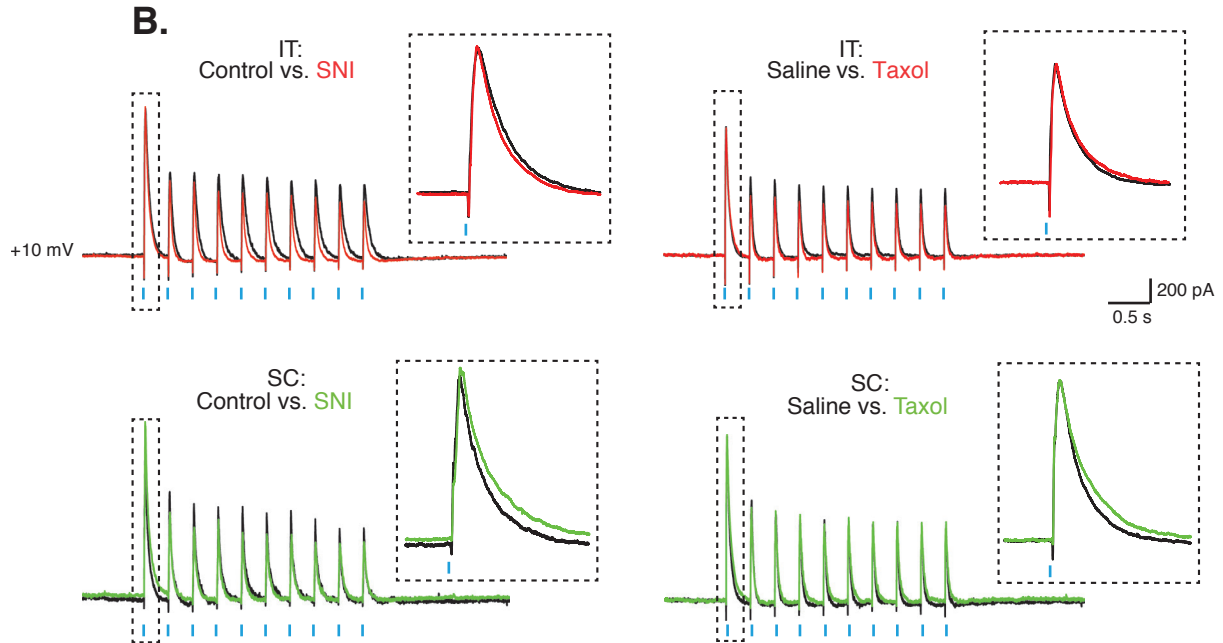 B.
IT:
Control vs. SNI
IT:
Saline vs. Taxol
+10 mV
200 pA
0.5 s
SC:
Control vs. SNI
SC:
Saline vs. Taxol